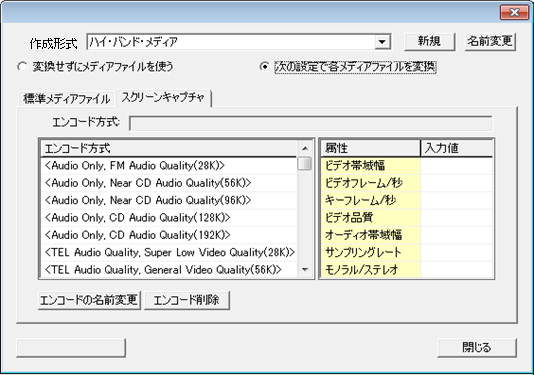 作成形式 ハイ・バンド・メディア 新規 名前変更
変換せずにメディアファイルを使う 次の設定で各メディアファイルを変換
標準メディアファイル スクリーンキャプチャ
エンコード方式:
エンコード方式 属性 入力値
<Audio Only, FM Audio Quality(28K)> ビデオ帯域幅
<Audio Only, Near CD Audio Quality(56K)> ビデオフレーム/秒
<Audio Only, Near CD Audio Quality(96K)> キーフレーム/秒
<Audio Only, CD Audio Quality(128K)> ビデオ品質
<Audio Only, CD Audio Quality(192K)> オーディオ帯域幅
<TEL Audio Quality, Super Low Video Quality(28K)> サンプリングレート
<TEL Audio Quality, General Video Quality(56K)> モノラル/ステレオ
エンコードの名前変更 エンコード削除
閉じる